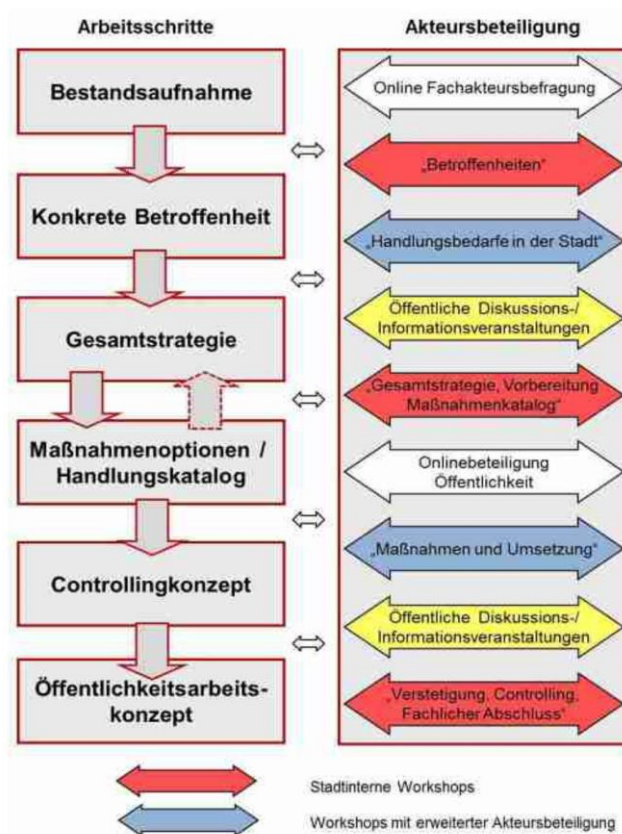 Arbeitsschritte
Akteursbeteiligung
Bestandsaufnahme
Konkrete Betroffenheit
Gesamtstrategie
Maßnahmenoptionen /
Handlungskatalog
Controllingkonzept
Öffentlichkeitsarbeits-
konzept
Online Fachakteursbefragung
„Betroffenheiten“
„Handlungsbedarfe in der Stadt“
Öffentliche Diskussions-/
Informationsveranstaltungen
„Gesamtstrategie, Vorbereitung
Maßnahmenkatalog“
Onlinebeteiligung
Öffentlichkeit
„Maßnahmen und Umsetzung“
Öffentliche Diskussions-/
Informationsveranstaltungen
„Verstetigung, Controlling,
Fachlicher Abschluss“
Stadtinterne Workshops
Workshops mit erweiterter Akteursbeteiligung